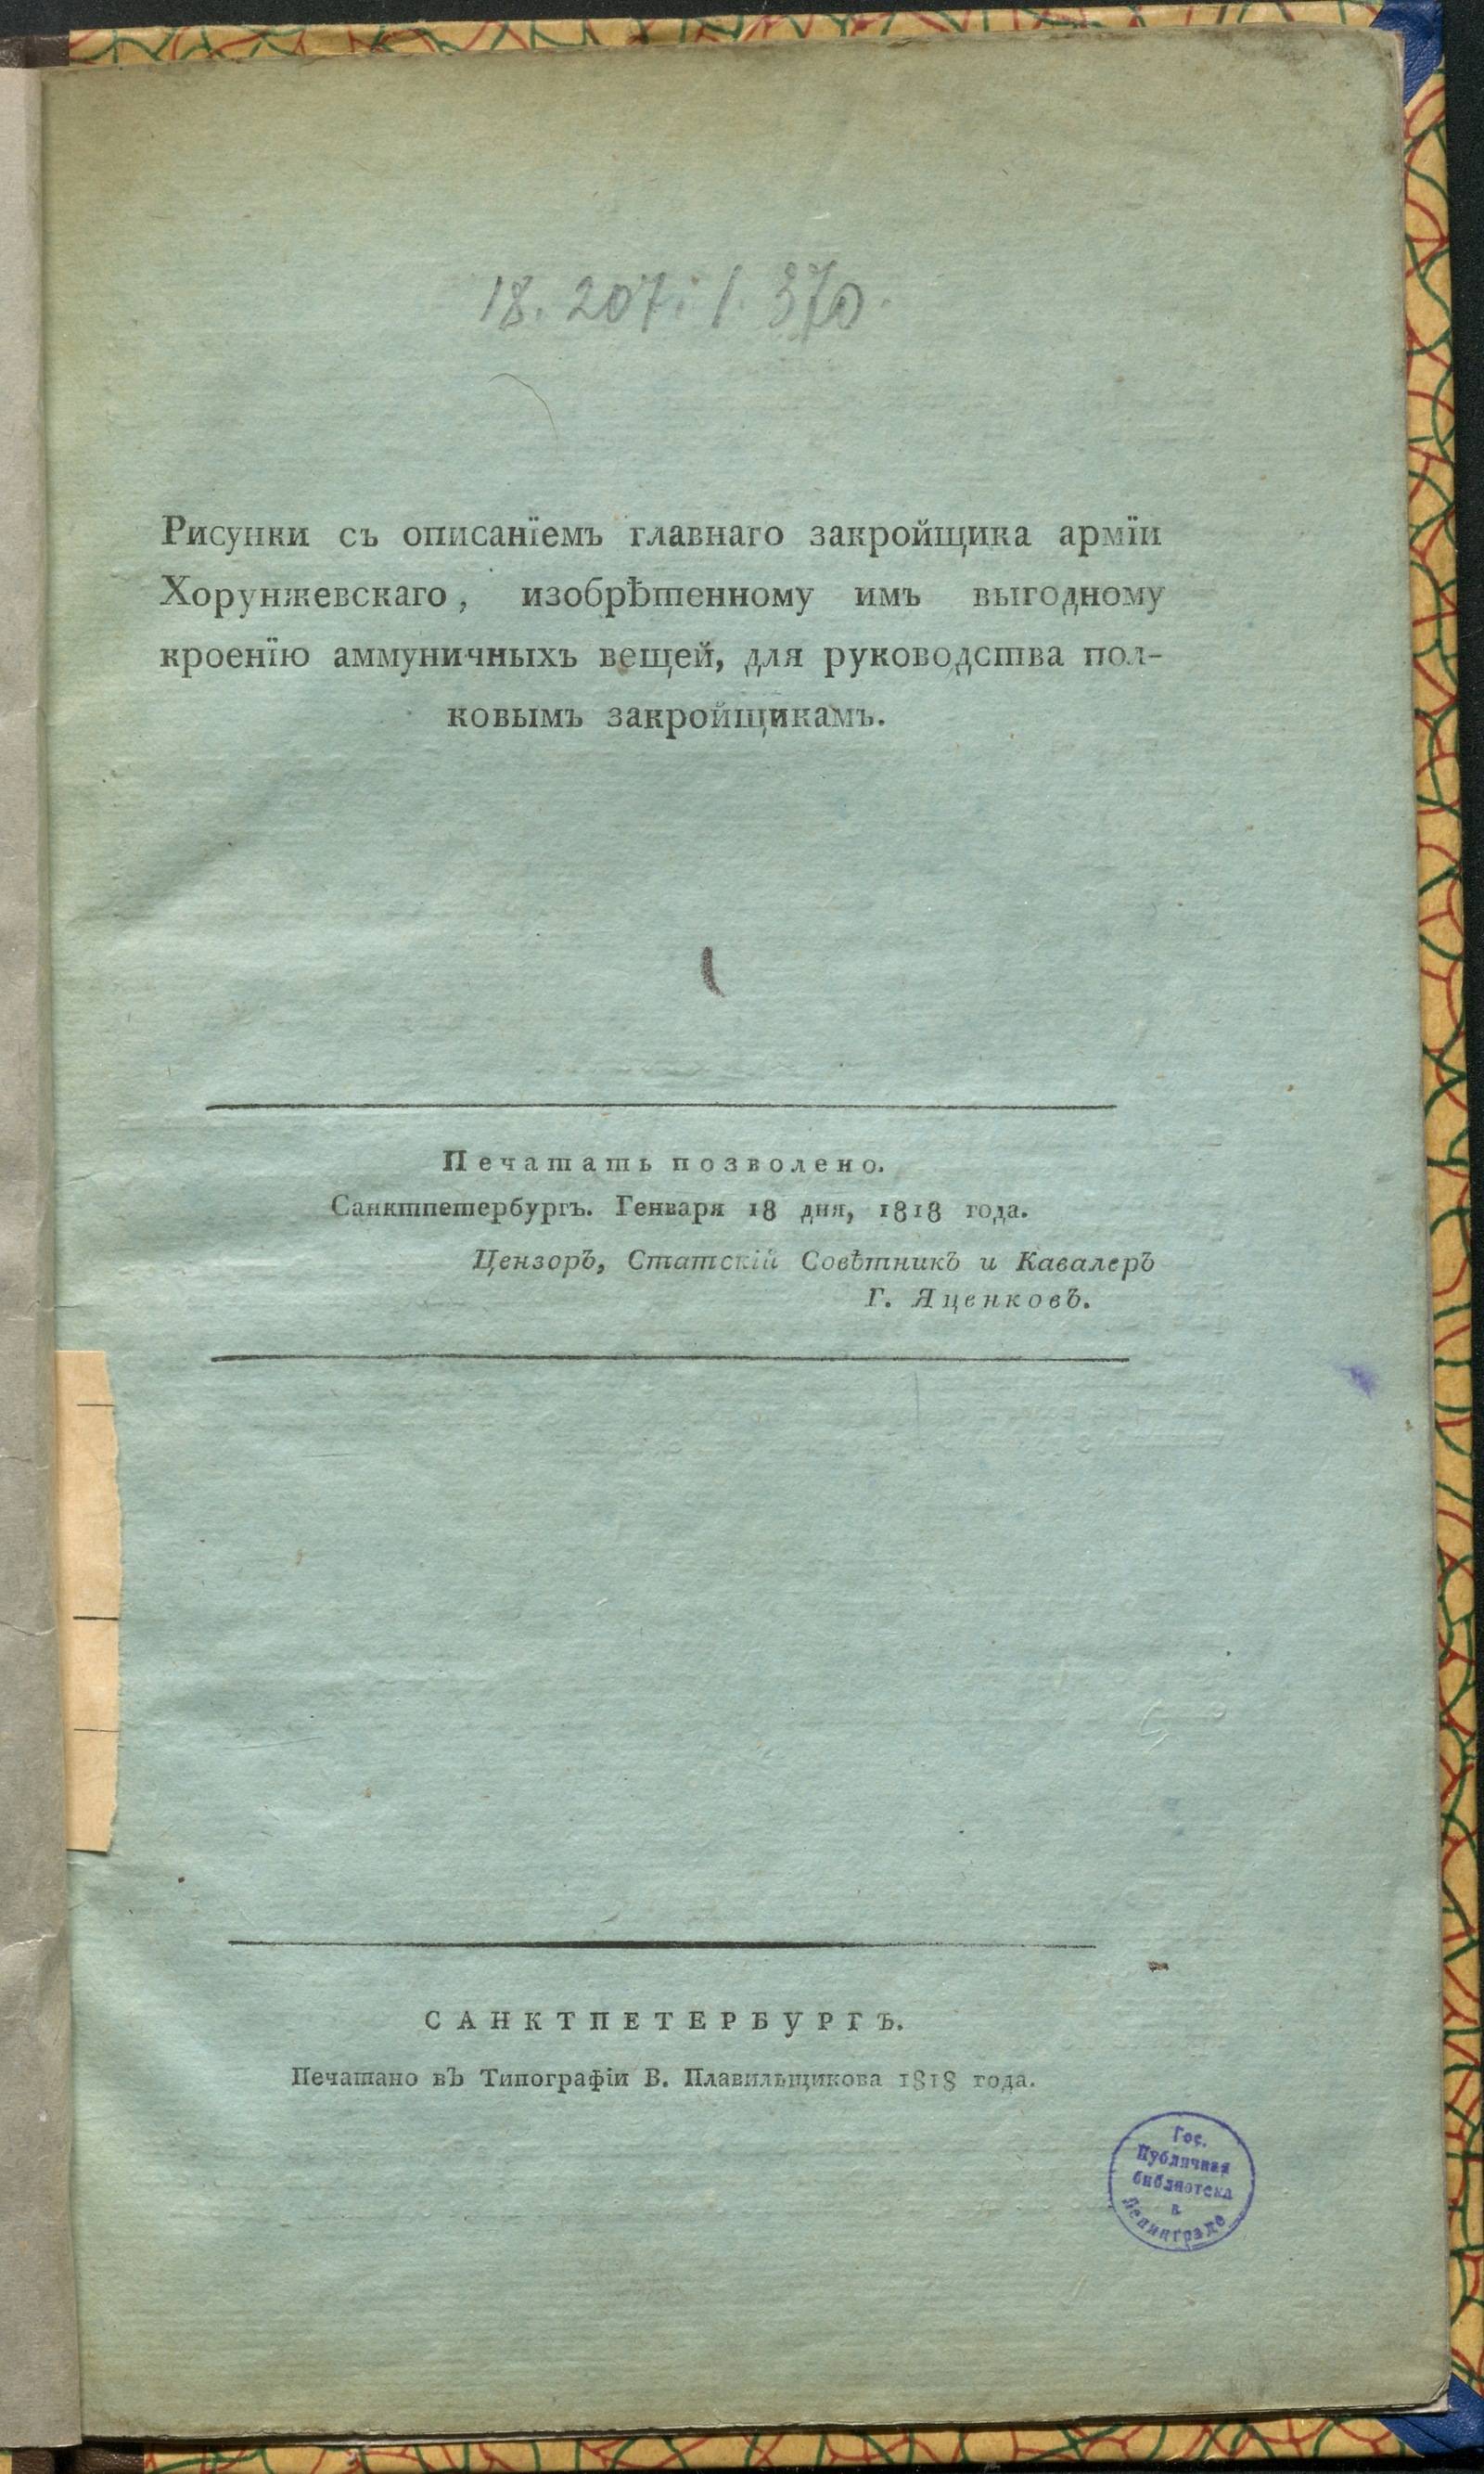 18. 207. 1. 370.
Рисунки съ описанїемъ главнаго закройщика армїи
Хорунжевскаго, изобрѣтенному имъ выгодному
кроенїю аммуничныхъ вещей, для руководства пол-
ковымъ закройщикамъ.
Печатать позволено.
Санктпетербургъ. Генваря 18 дня, 1818 года.
Цензоръ, Статскій Совѣтникъ и Кавалеръ
Г. Яценковъ.
САНКТПЕТЕРБУРГЪ.
Печатано въ Типографіи В. Плавильщикова 1818 года.
Гос.
Публичная
библиотека
в
Ленинграде